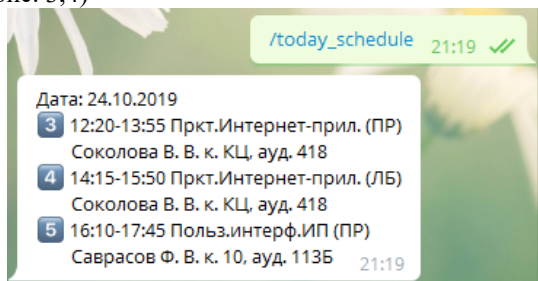 /today_schedule 21:19
Дата: 24.10.2019
3 12:20-13:55 Пркт.Интернет-прил. (ПР)
Соколова В. В. к. КЦ, ауд. 418
4 14:15-15:50 Пркт.Интернет-прил. (ЛБ)
Соколова В. В. к. КЦ, ауд. 418
5 16:10-17:45 Польз.интерф.ИП (ПР)
Саврасов Ф. В. к. 10, ауд. 113Б 21:19